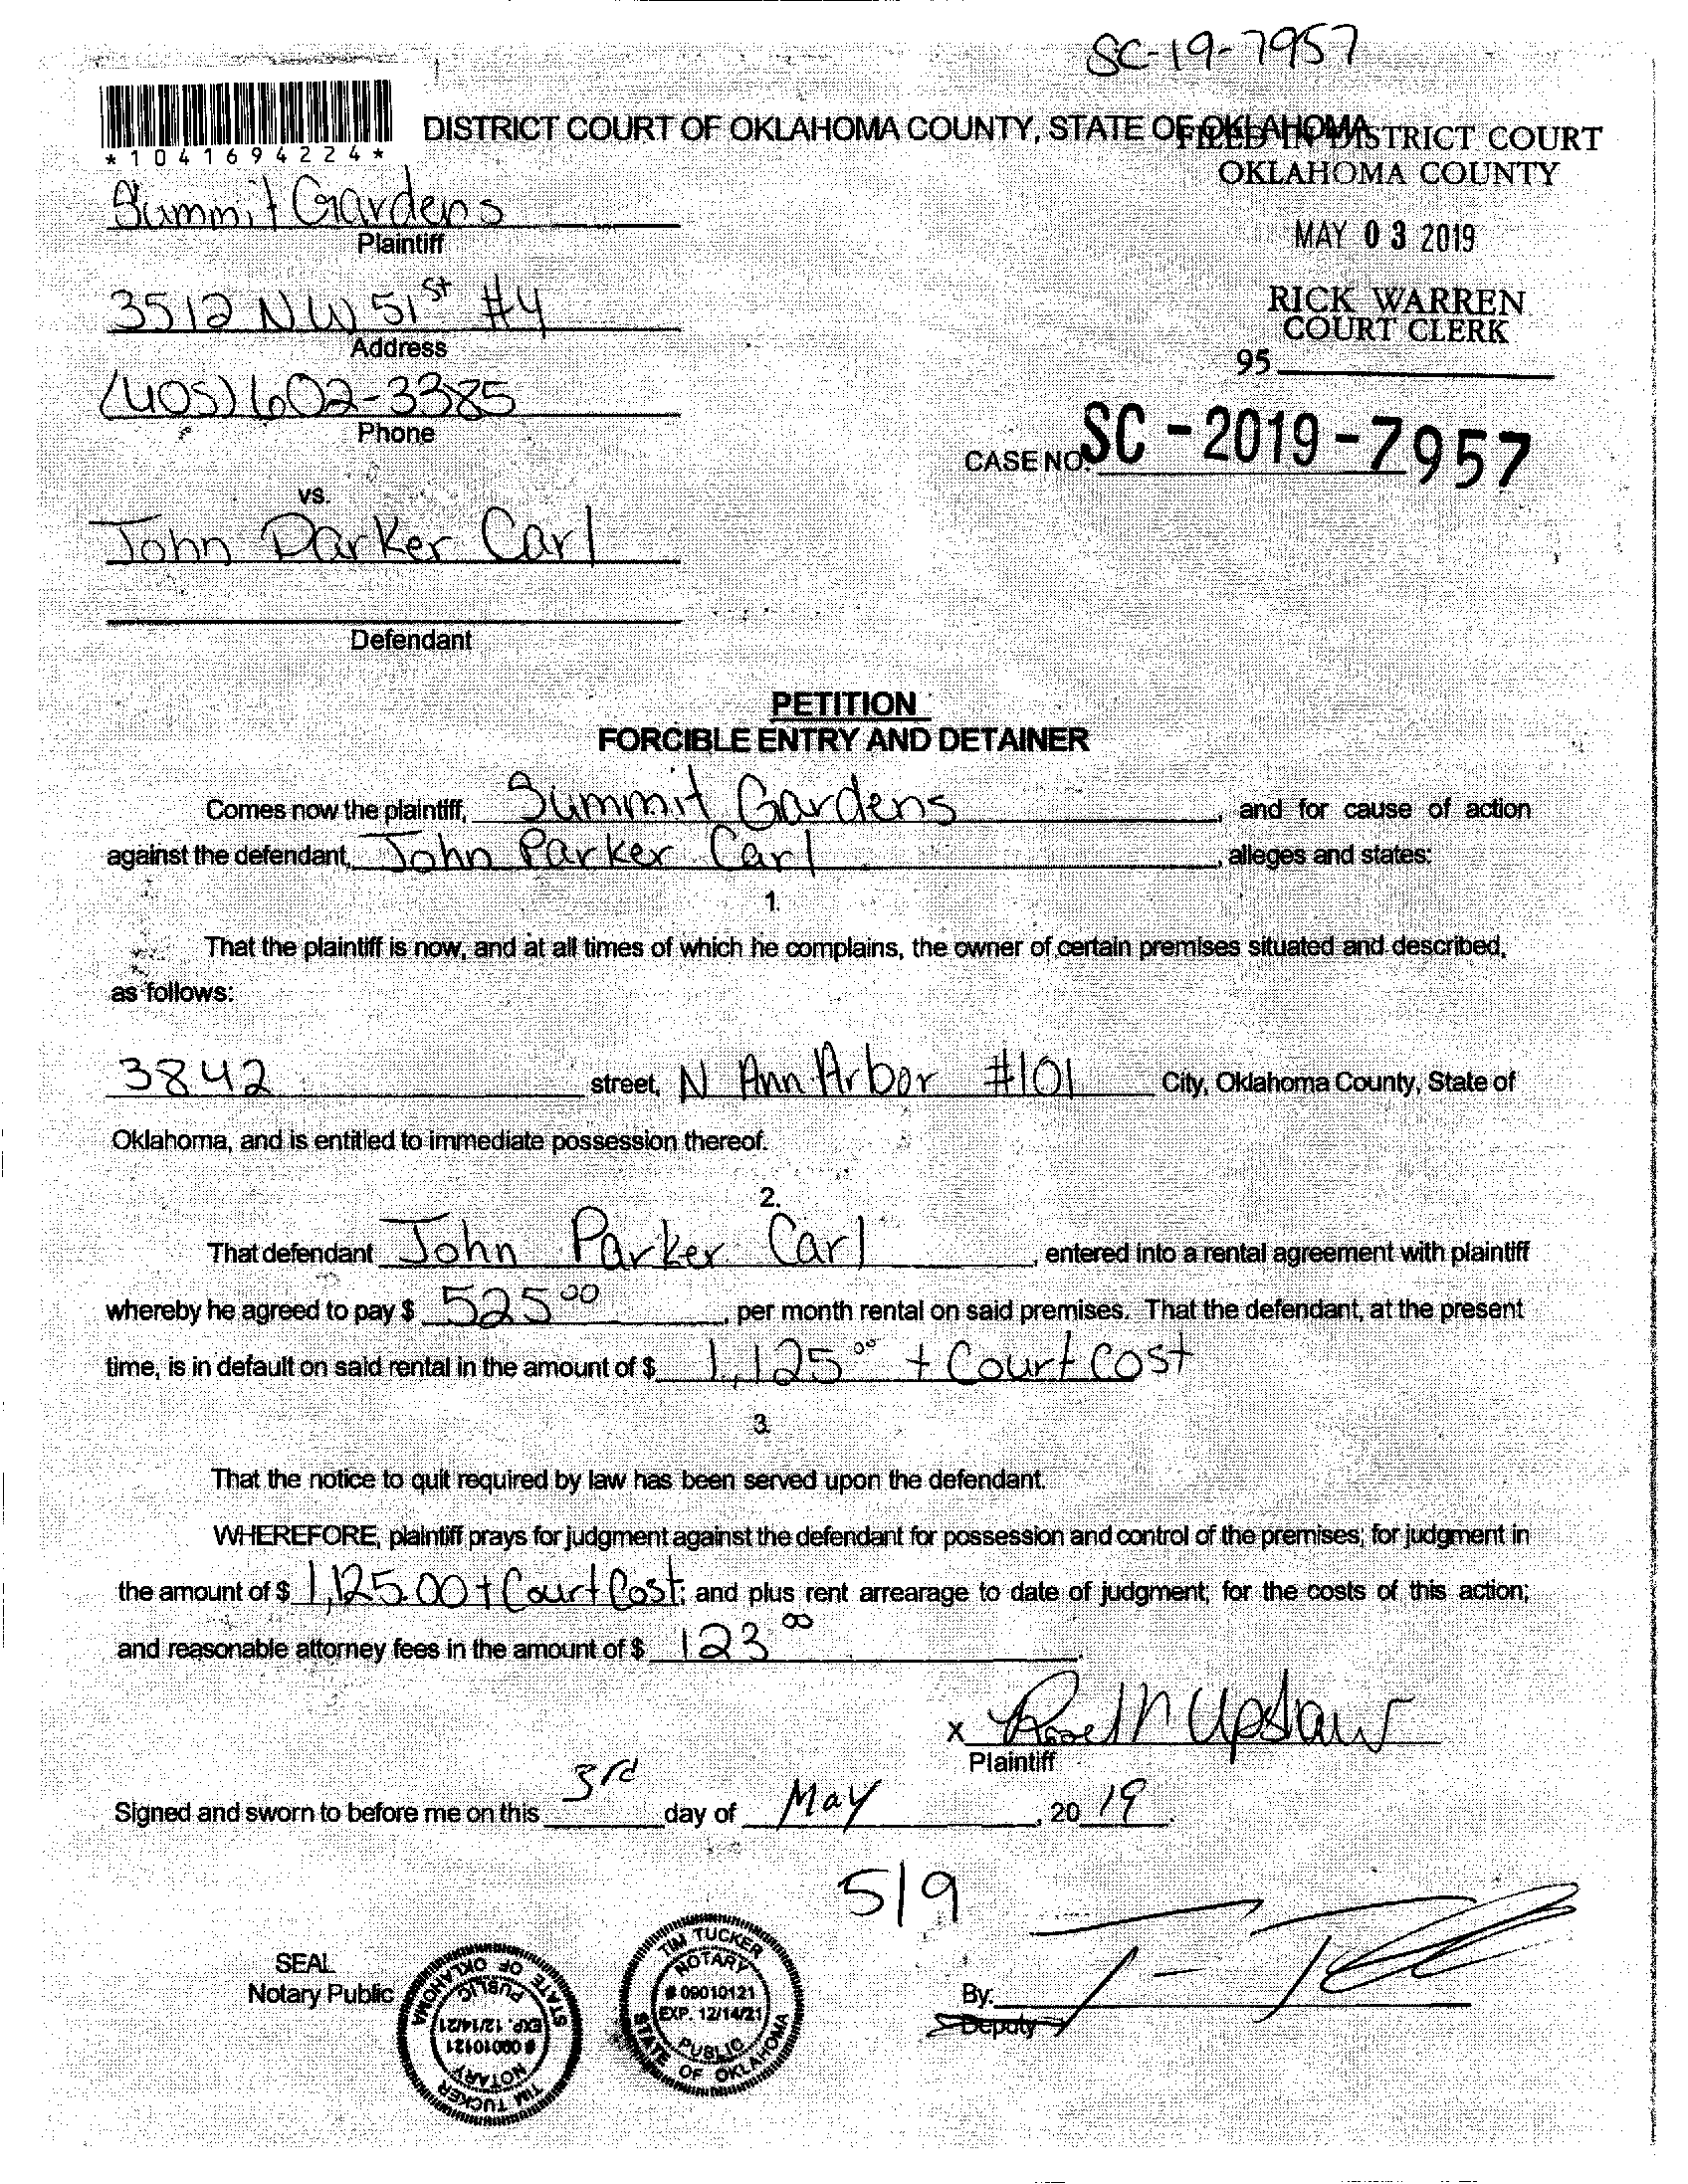 SC-19-7957
*1041694224*
DISTRICT COURT OF OKLAHOMA COUNTY, STATE OF OKLAHOMA
FILED IN DISTRICT COURT
OKLAHOMA COUNTY
Summit Gardens
Plaintiff
MAY 03 2019
3512 NW 51st #4
Address
RICK WARREN
COURT CLERK
95
(405)602-3385
Phone
CASE NO. SC-2019-7957
vs.
John Parker Carl
Defendant
PETITION
FORCIBLE ENTRY AND DETAINER
Comes now the plaintiff, Summit Gardens, and for cause of action
against the defendant, John Parker Carl, alleges and states:
1.
That the plaintiff is now, and at all times of which he complains, the owner of certain premises situated and described,
as follows:
3842 street, N Ann Arbor #101 City, Oklahoma County, State of
Oklahoma, and is entitled to immediate possession thereof.
2.
That defendant John Parker Carl, entered into a rental agreement with plaintiff
whereby he agreed to pay $ 525.00, per month rental on said premises. That the defendant, at the present
time, is in default on said rental in the amount of $ 1,125.00 + Court Cost
3.
That the notice to quit required by law has been served upon the defendant.
WHEREFORE, plaintiff prays for judgment against the defendant for possession and control of the premises; for judgment in
the amount of $ 1,125.00 + Court Cost; and plus rent arrearage to date of judgment; for the costs of this action;
and reasonable attorney fees in the amount of $ 123.00.
x Upshaw
Plaintiff
Signed and sworn to before me on this 3rd day of May, 20 19.
5/9
SEAL
Notary Public
TIM TUCKER
NOTARY
# 09010121
EXP. 12/14/21
PUBLIC
STATE OF OKLAHOMA
TIM TUCKER
NOTARY
# 09010121
EXP. 12/14/21
PUBLIC
STATE OF OKLAHOMA
By:
Deputy